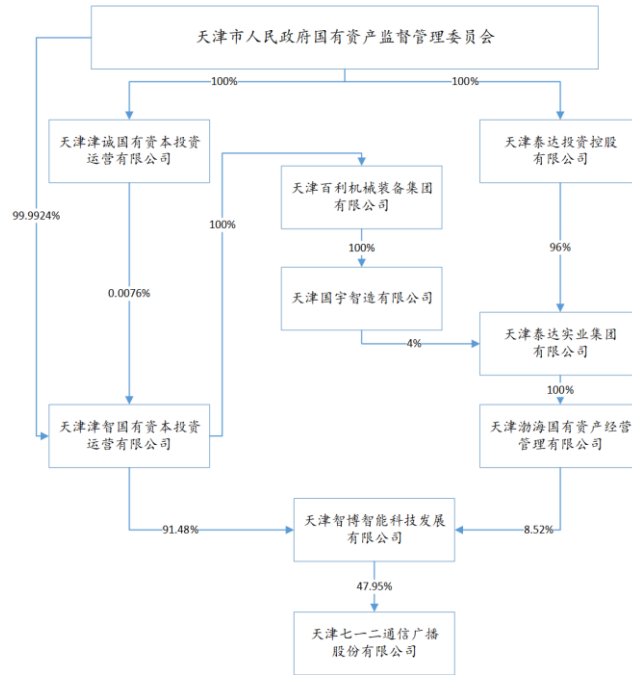 天津市人民政府国有资产监督管理委员会
100%
100%
天津津诚国有资本投资
运营有限公司
天津泰达投资控股
有限公司
天津百利机械装备集团
有限公司
99.9924%
100%
100%
96%
0.0076%
天津国宇智造有限公司
天津泰达实业集团
有限公司
4%
100%
天津津智国有资本投资
运营有限公司
天津渤海国有资产经营
管理有限公司
天津智博智能科技发展
有限公司
91.48%
8.52%
47.95%
天津七一二通信广播
股份有限公司